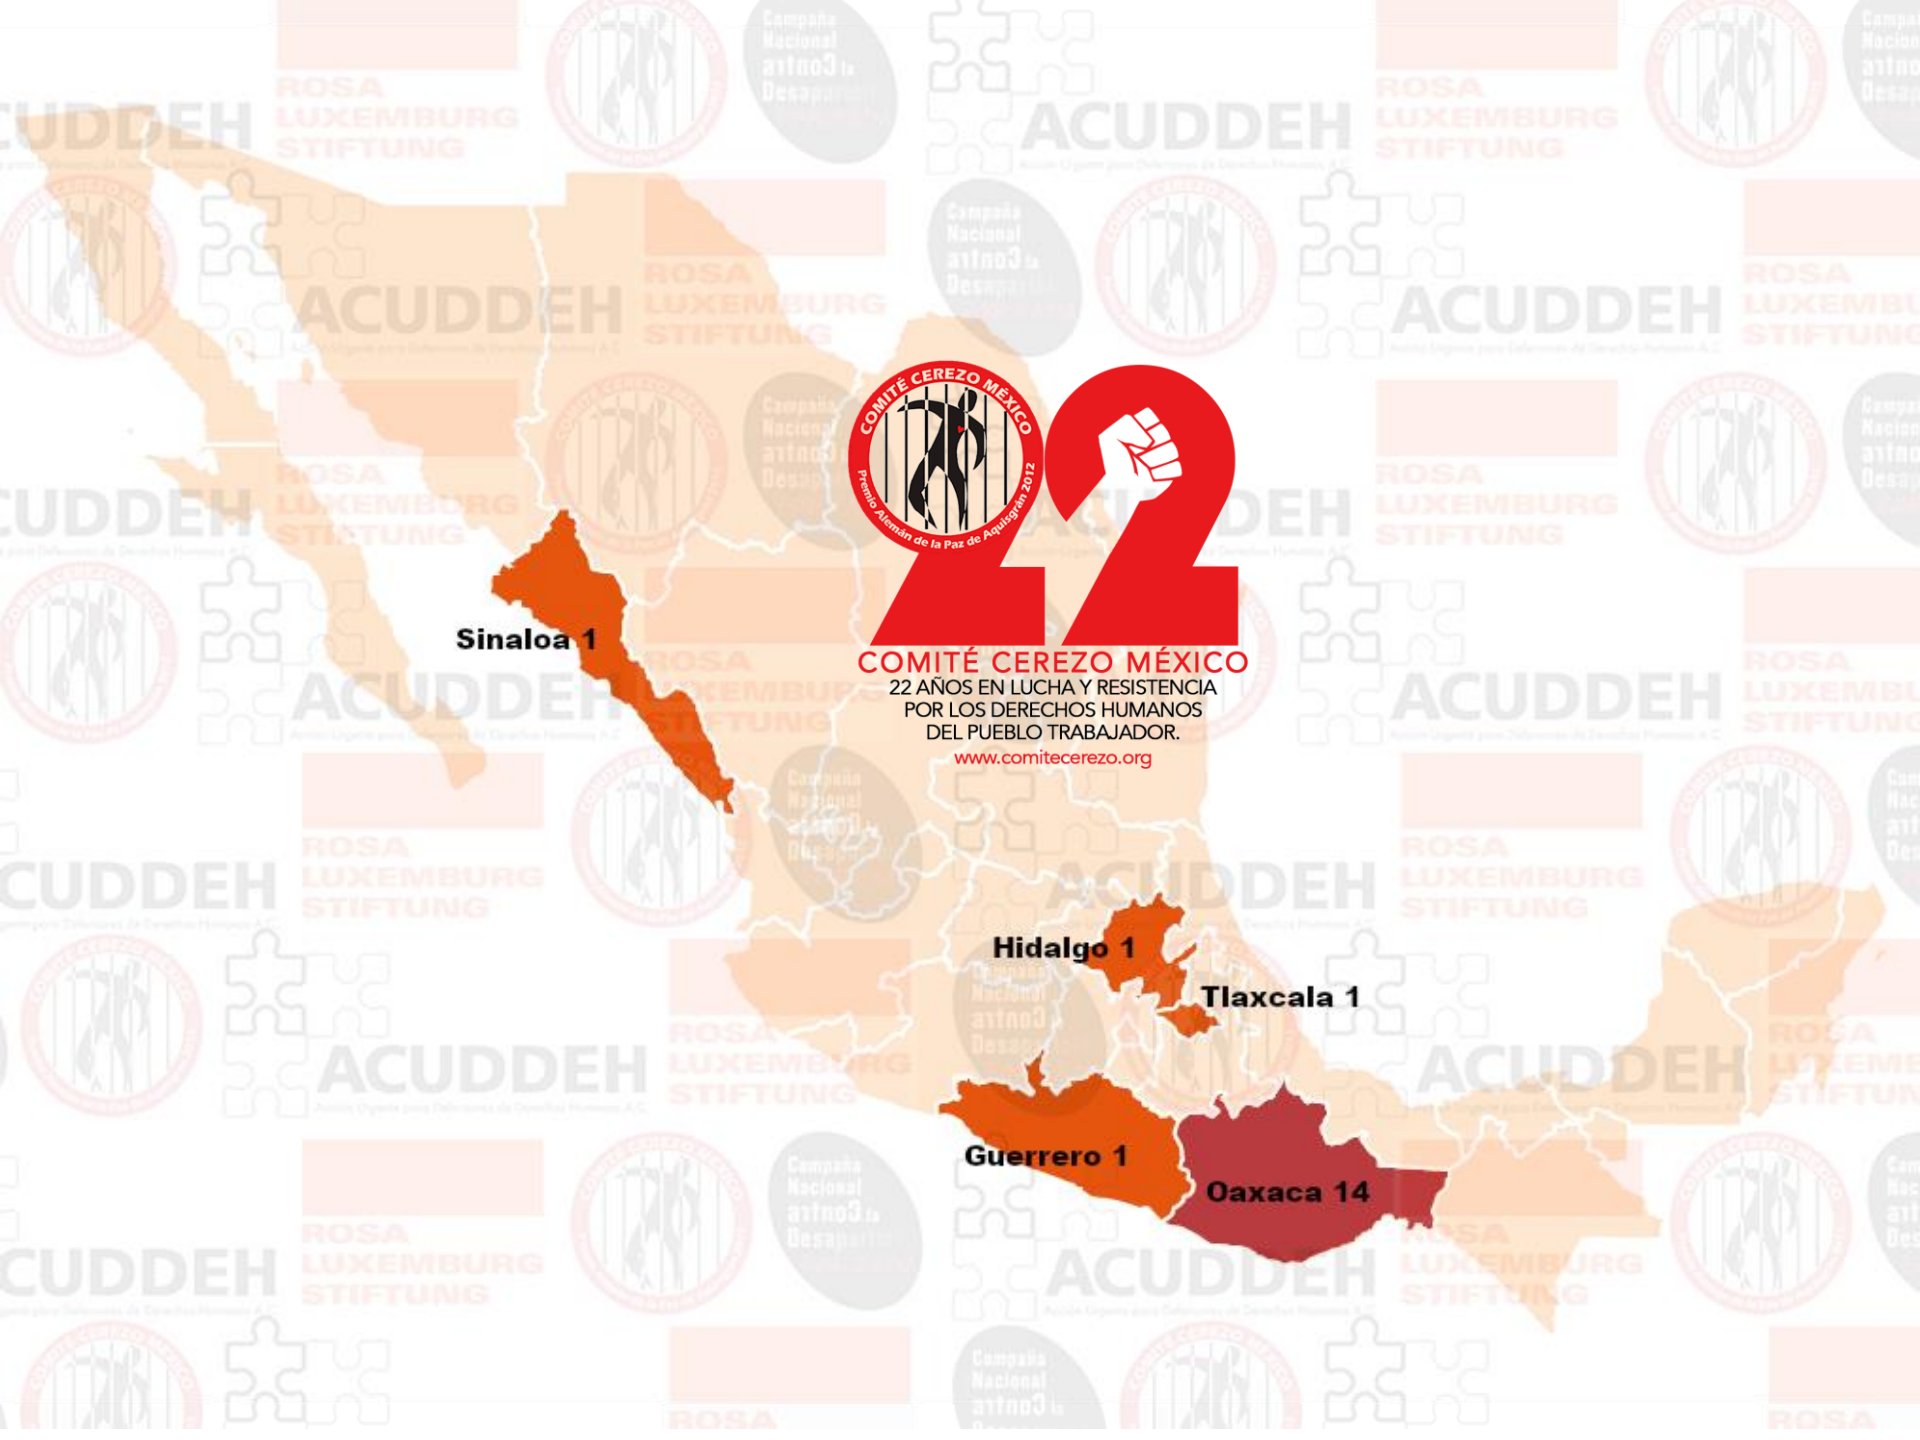 COMITÉ CEREZO MÉXICO
Premio Alemán de la Paz de Aquisgrán 2012
COMITÉ CEREZO MÉXICO
22 AÑOS EN LUCHA Y RESISTENCIA
POR LOS DERECHOS HUMANOS
DEL PUEBLO TRABAJADOR.
www.comitecerezo.org
Sinaloa 1
Hidalgo 1
Tlaxcala 1
Guerrero 1
Oaxaca 14
ACUDDEH
ROSA
LUXEMBURG
STIFTUNG
Campaña
Nacional
Contra la